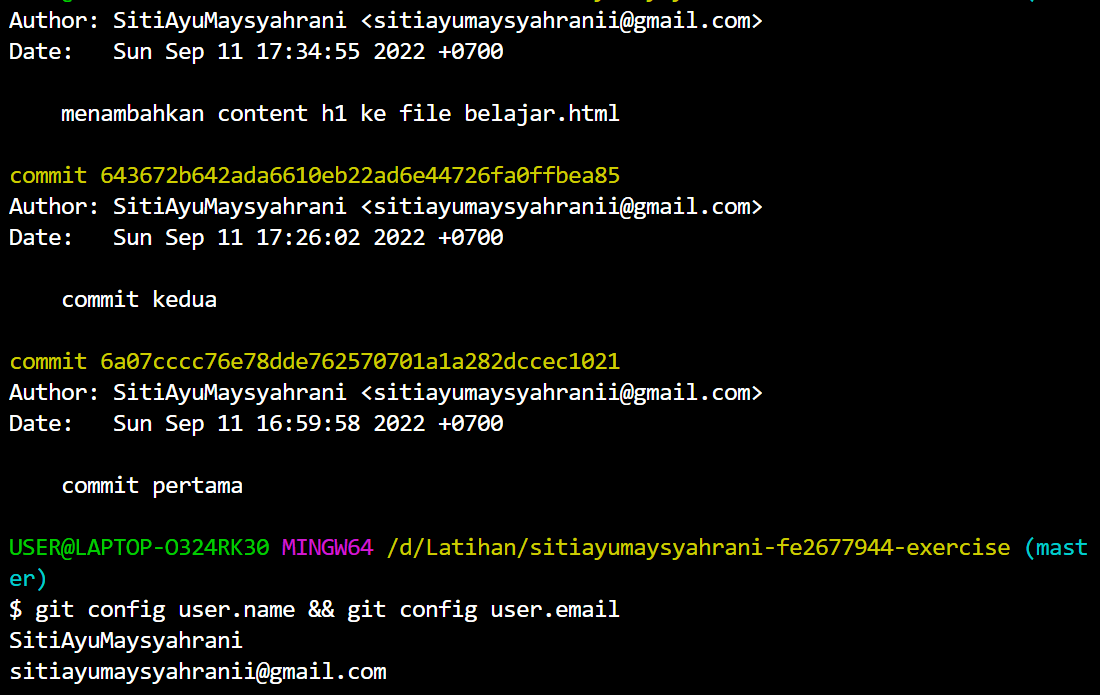 Author: SitiAyuMaysyahrani <sitiayumaysyahranii@gmail.com>
Date:   Sun Sep 11 17:34:55 2022 +0700
    menambahkan content h1 ke file belajar.html
commit 643672b642ada6610eb22ad6e44726fa0ffbea85
Author: SitiAyuMaysyahrani <sitiayumaysyahranii@gmail.com>
Date:   Sun Sep 11 17:26:02 2022 +0700
    commit kedua
commit 6a07cccc76e78dde762570701a1a282dccec1021
Author: SitiAyuMaysyahrani <sitiayumaysyahranii@gmail.com>
Date:   Sun Sep 11 16:59:58 2022 +0700
    commit pertama
USER@LAPTOP-O324RK30 MINGW64 /d/Latihan/sitiayumaysyahrani-fe2677944-exercise (mast
er)
$ git config user.name && git config user.email
SitiAyuMaysyahrani
sitiayumaysyahranii@gmail.com